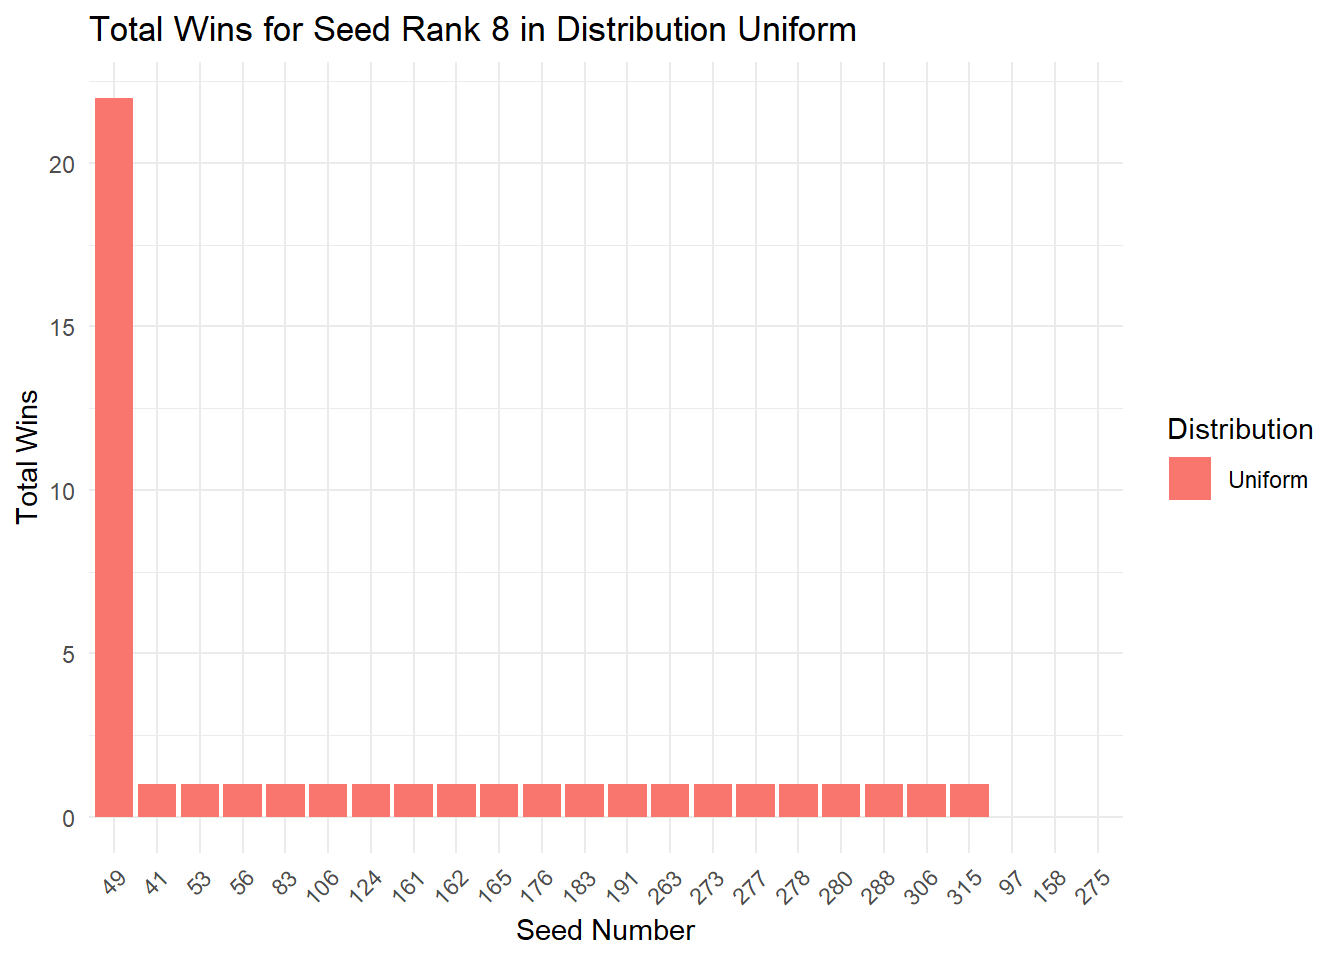 Total Wins for Seed Rank 8 in Distribution Uniform
Total Wins
20
15
10
5
0
49 41 53 56 83 106 124 161 162 165 176 183 191 263 273 277 278 280 288 306 315 97 158 275
Seed Number
Distribution
Uniform